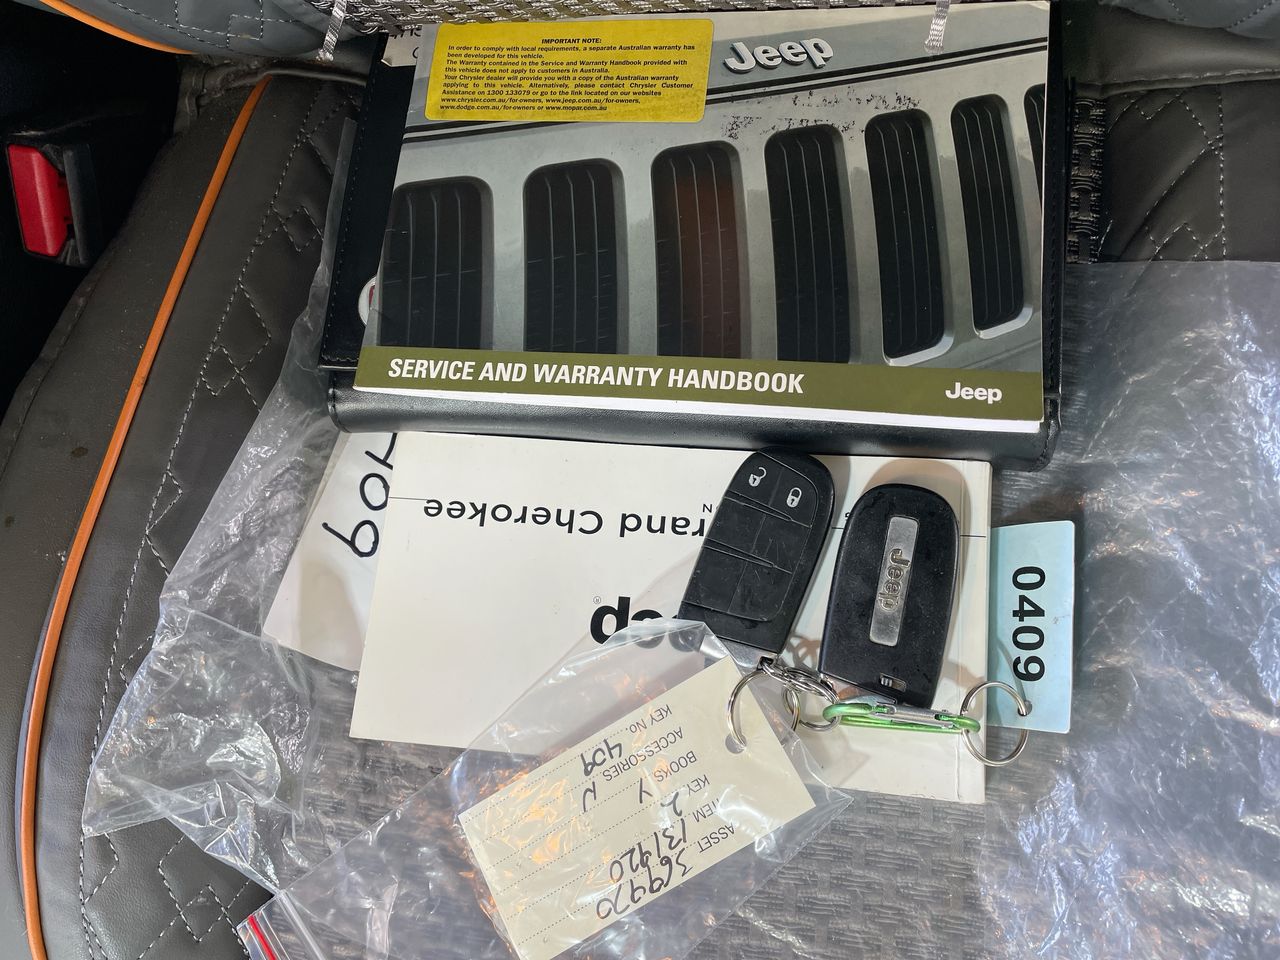 IMPORTANT NOTE:
In order to comply with local requirements, a separate Australian warranty has
been developed for this vehicle.
The Warranty contained in the Service and Warranty Handbook provided with
this vehicle does not apply to customers in Australia.
Your Chrysler dealer will provide you with a copy of the Australian warranty
applying to this vehicle. Alternatively, please contact Chrysler Customer
Assistance on 1300 133079 or go to the link located on our websites
www.chrysler.com.au/for-owners, www.jeep.com.au/for-owners,
www.dodge.com.au/for-owners or www.mopar.com.au
Jeep
SERVICE AND WARRANTY HANDBOOK
Jeep
409
rand Cherokee
Jeep
0409
ASSET 36970
ITEM 131920
KEY 2
BOOKS Y
ACCESSORIES N
KEY No. 409